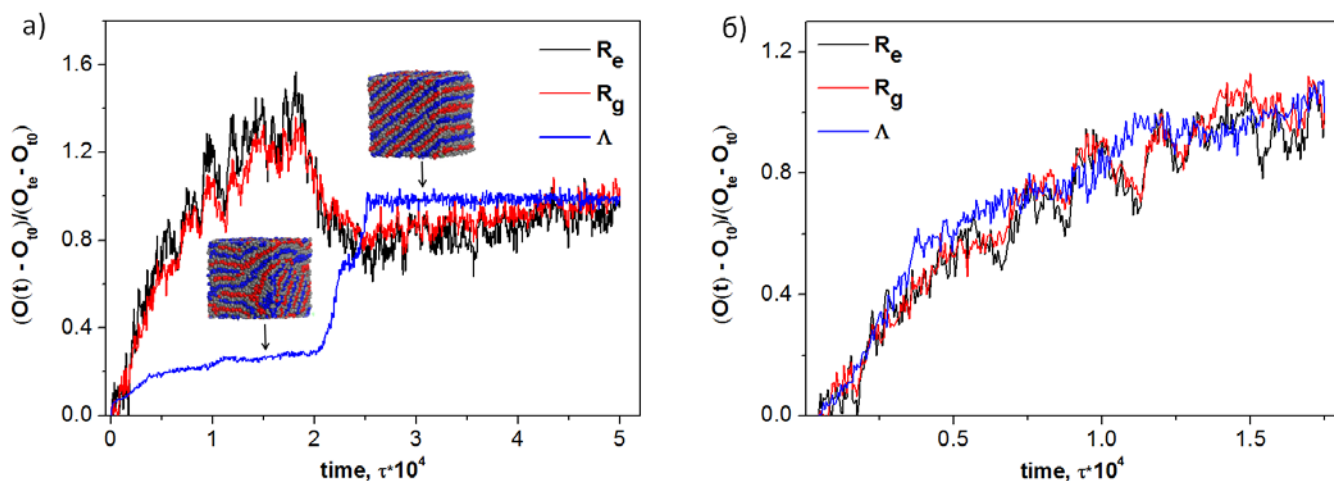 а)
(O(t) - O_t0)/(O_te - O_t0)
1.6
1.2
0.8
0.4
0.0
R_e
R_g
Λ
0
1
2
3
4
5
time, τ*10^4
б)
(O(t) - O_t0)/(O_te - O_t0)
1.2
0.8
0.4
0.0
R_e
R_g
Λ
0.5
1.0
1.5
time, τ*10^4